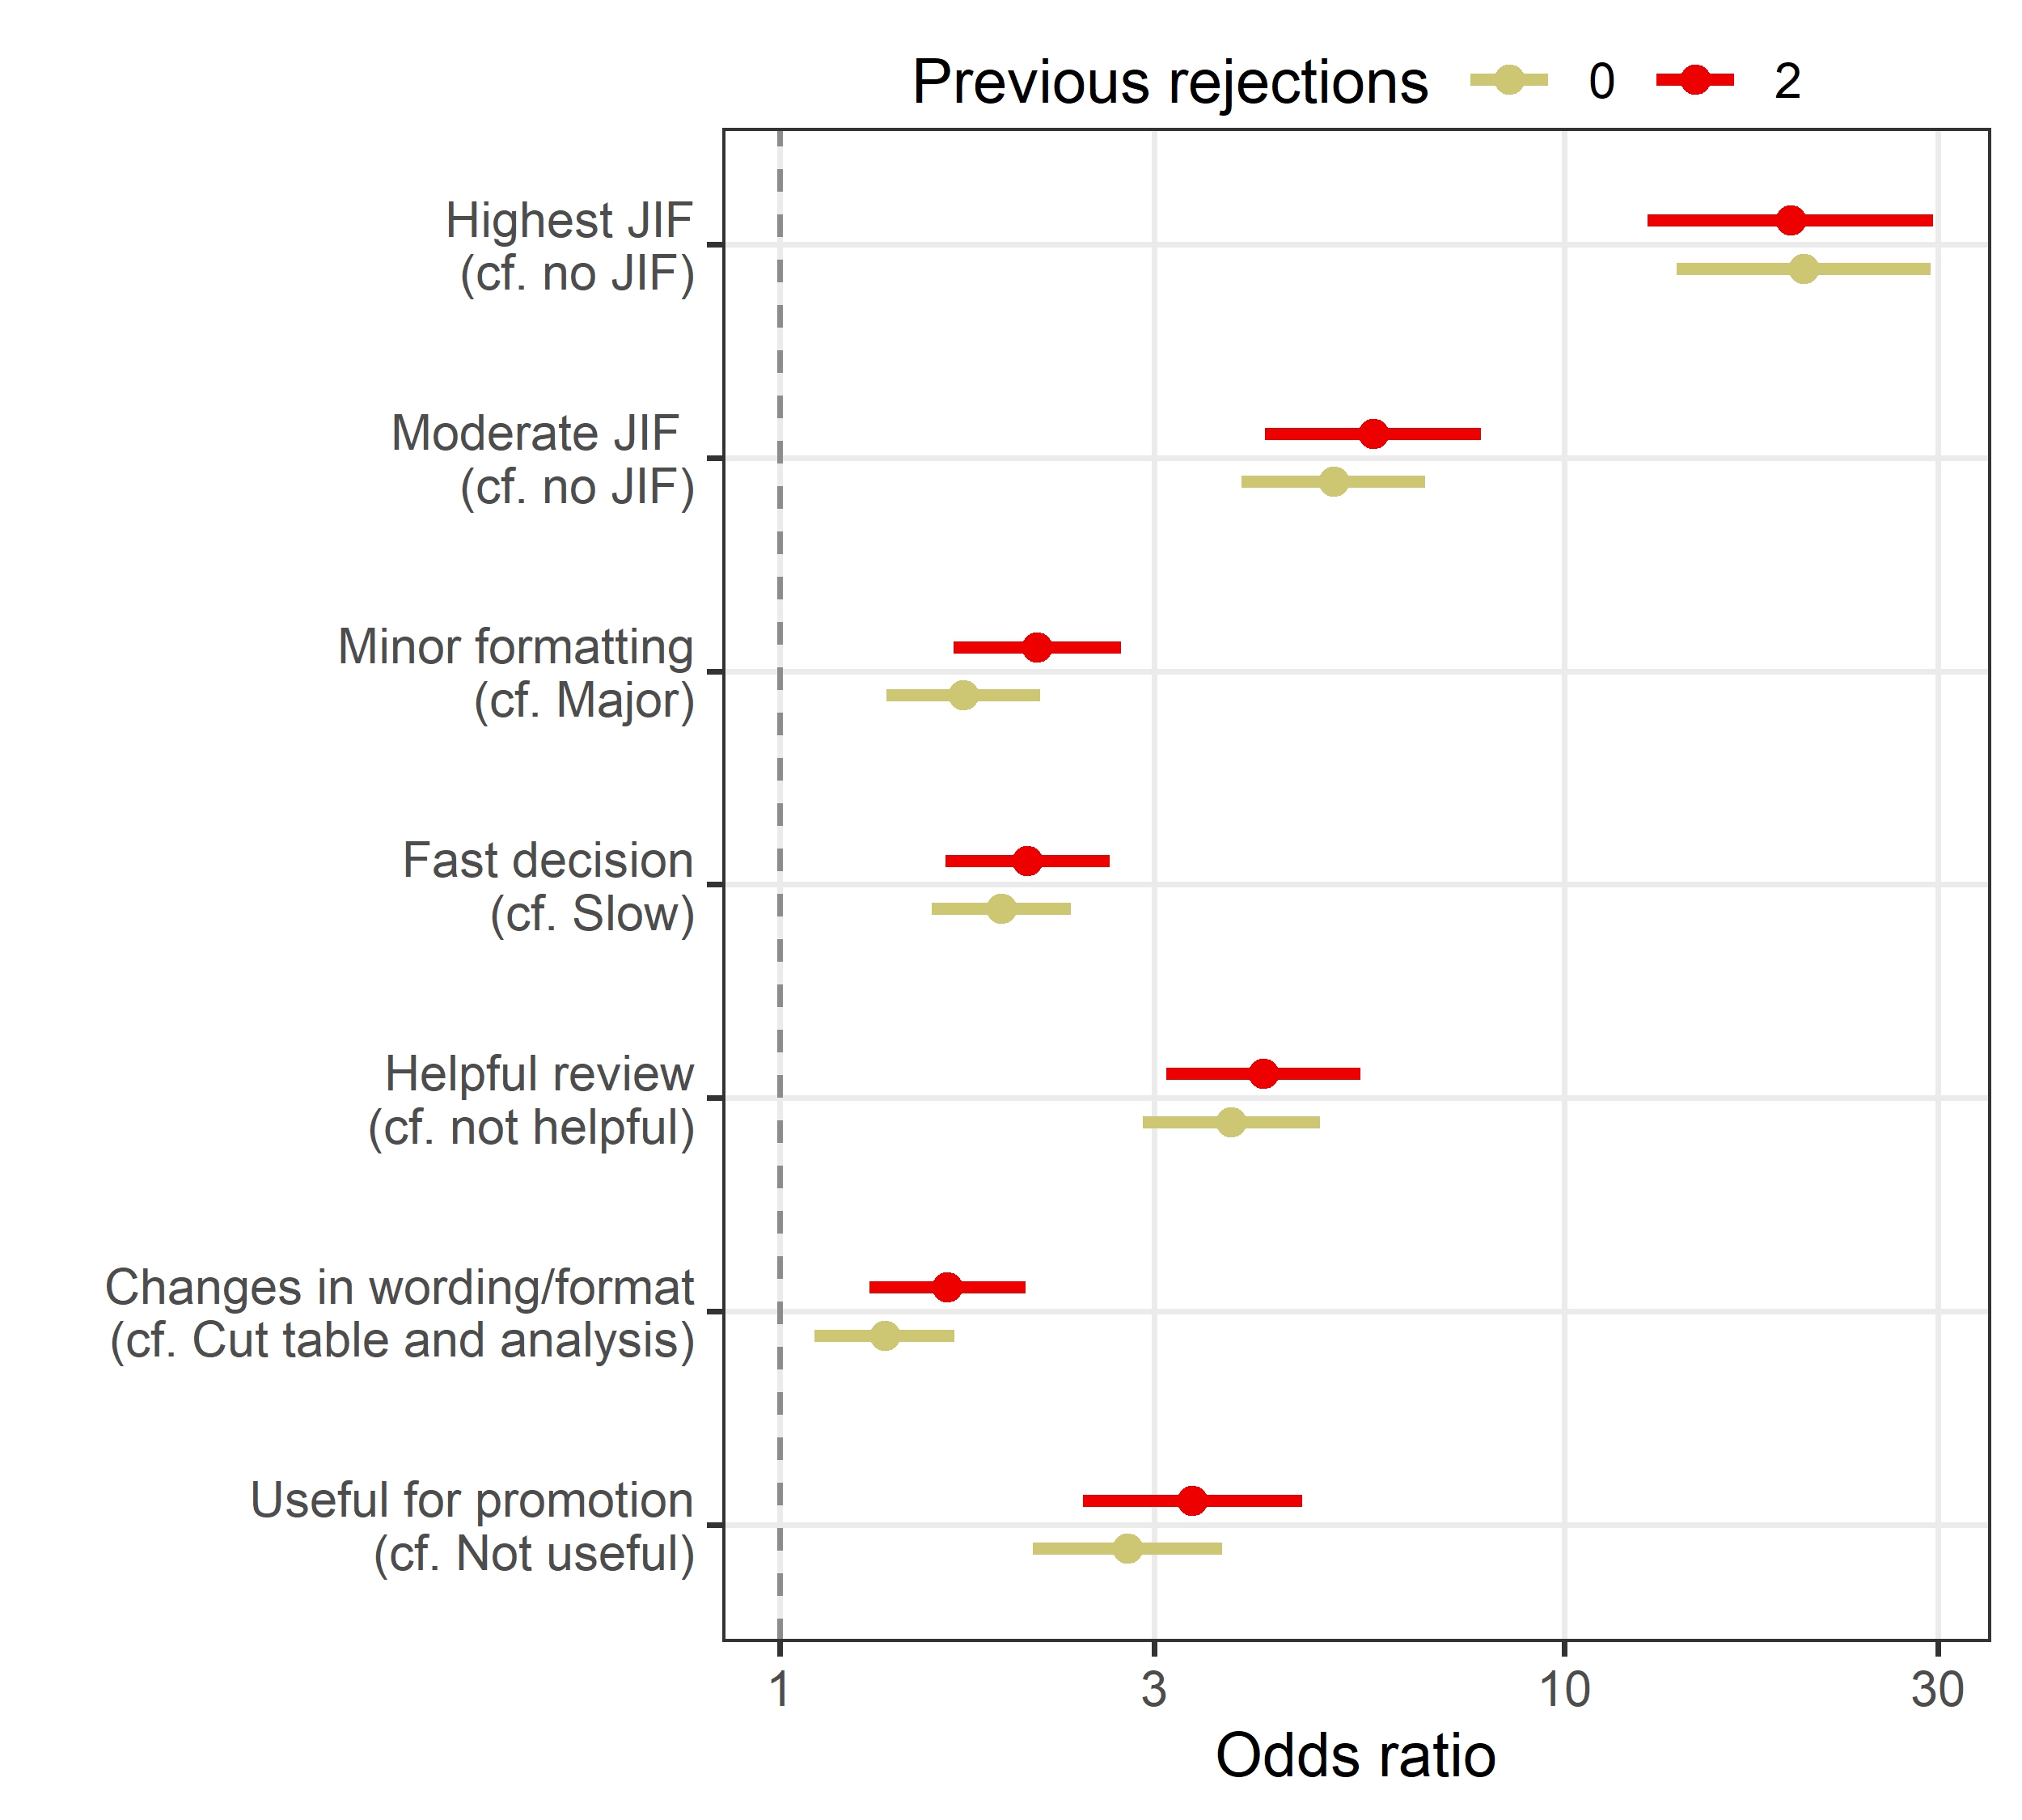 Previous rejections 0 2
Highest JIF
(cf. no JIF)
Moderate JIF
(cf. no JIF)
Minor formatting
(cf. Major)
Fast decision
(cf. Slow)
Helpful review
(cf. not helpful)
Changes in wording/format
(cf. Cut table and analysis)
Useful for promotion
(cf. Not useful)
1 3 10 30
Odds ratio